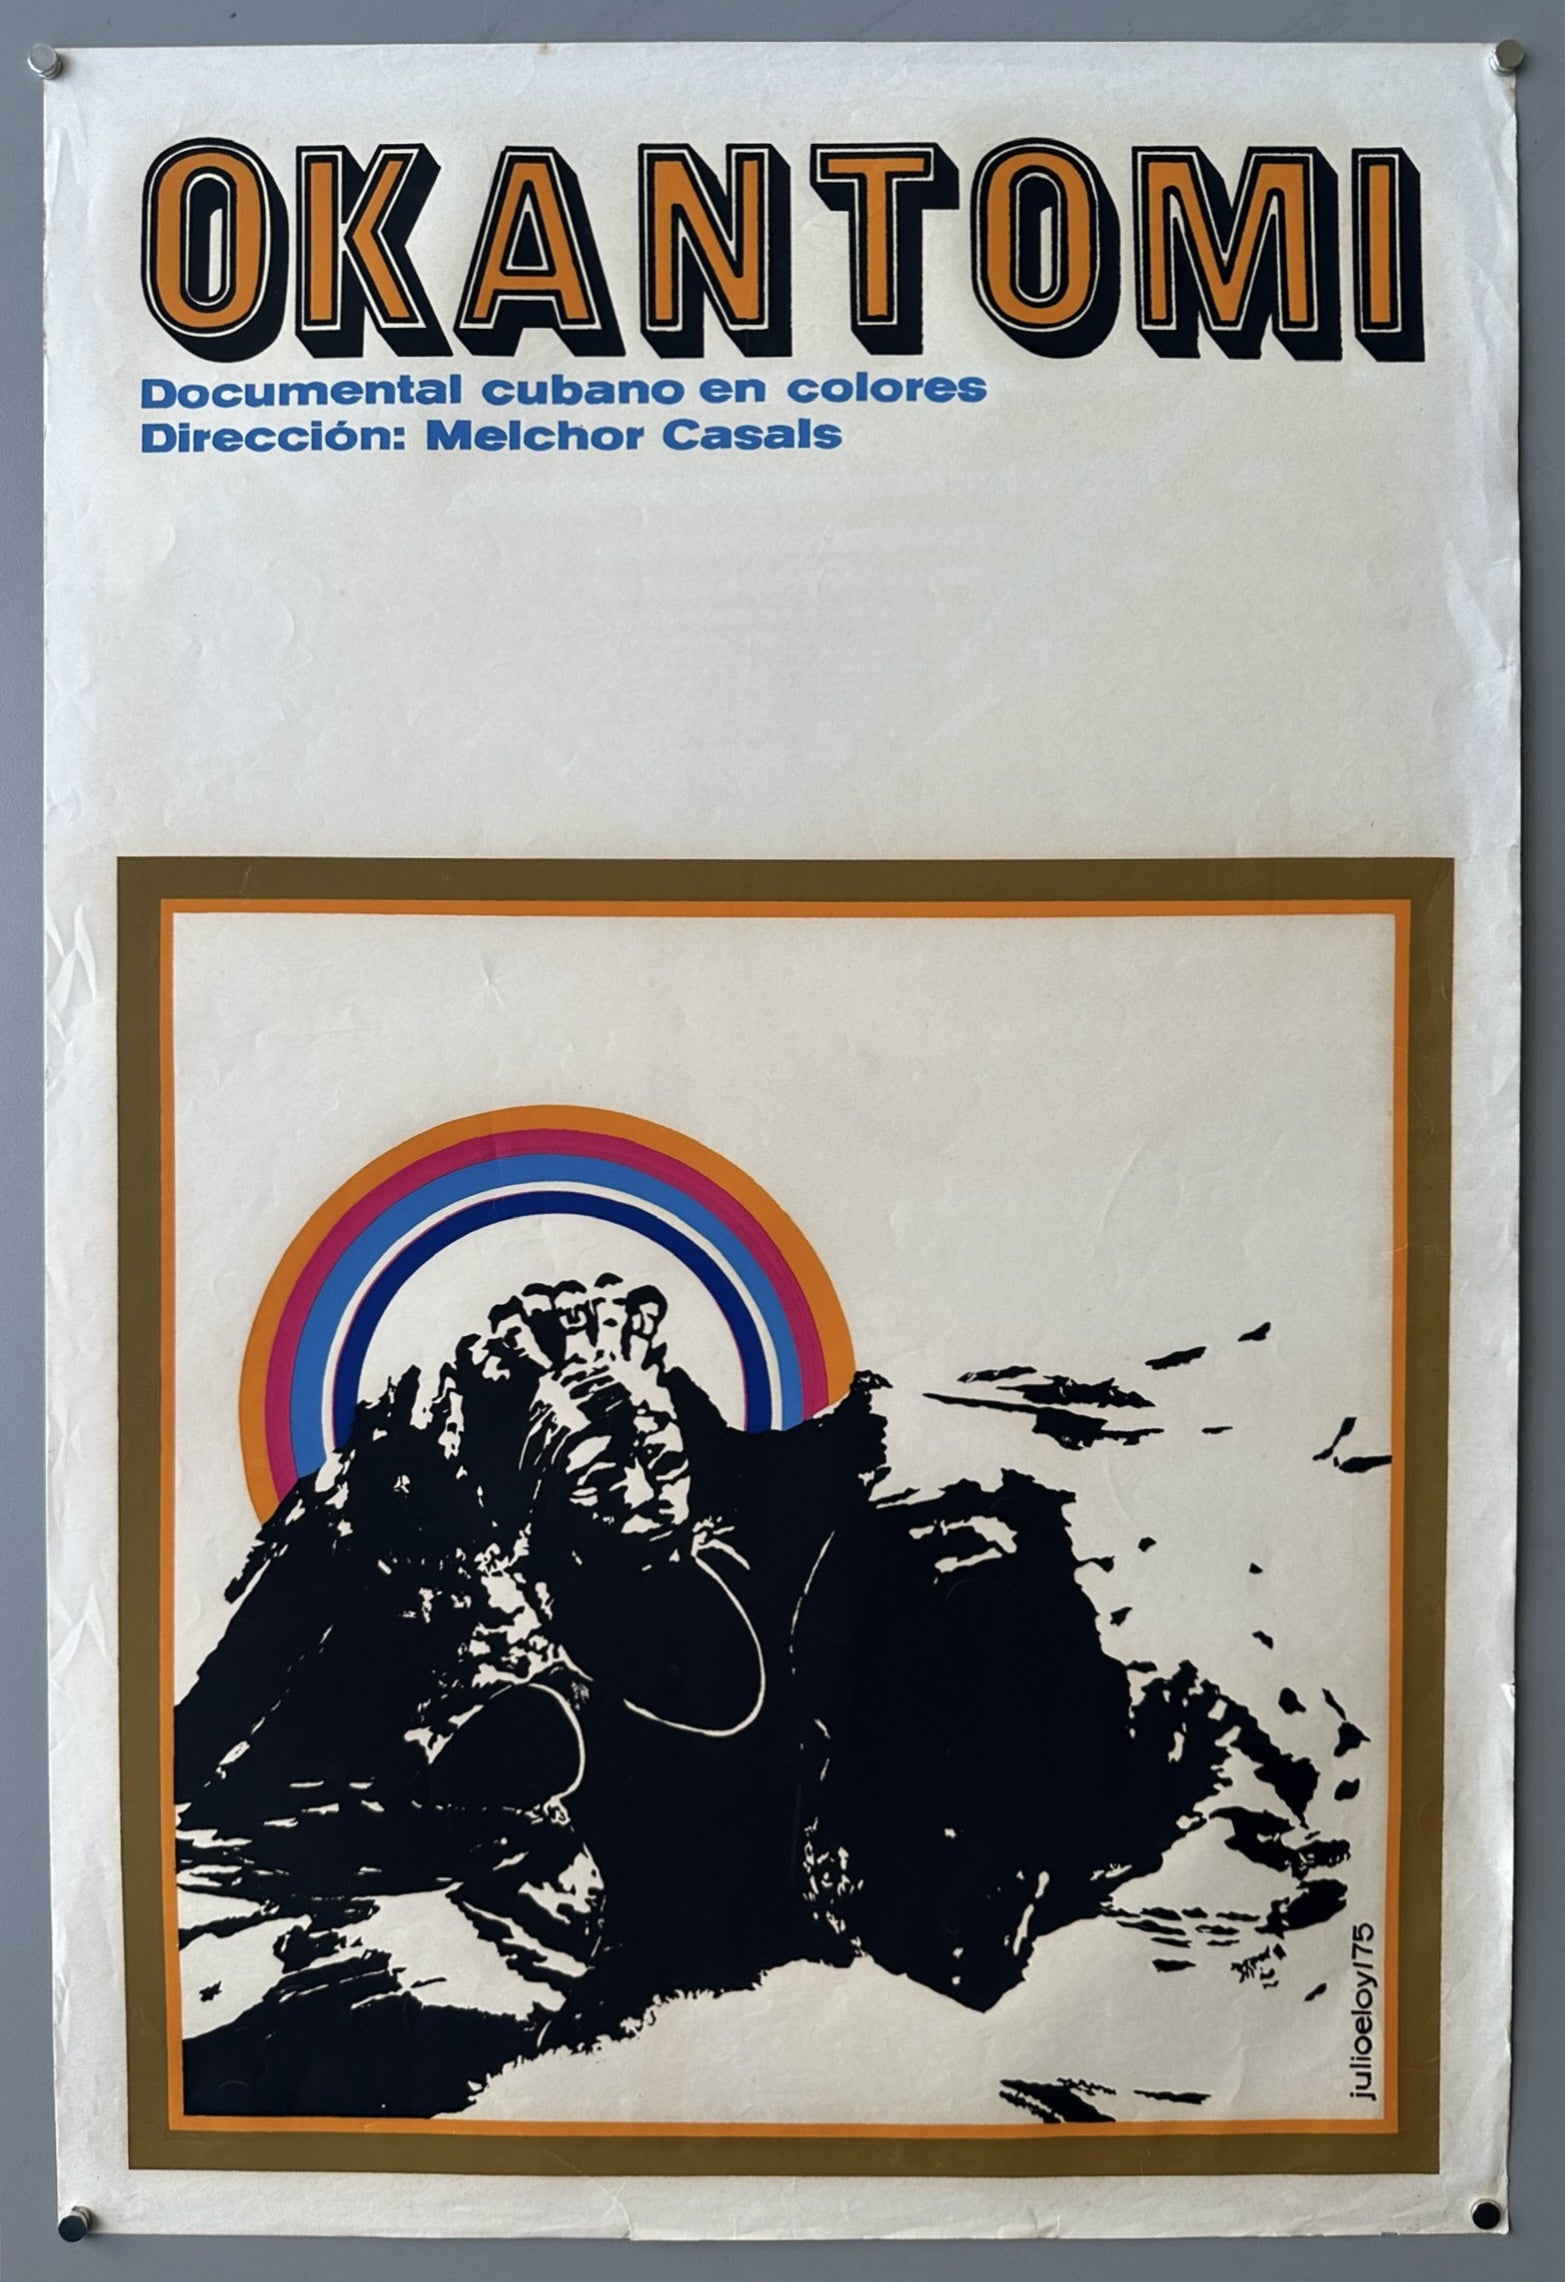 OKANTOMI
Documental cubano en colores
Dirección: Melchor Casals
julioeloy/75